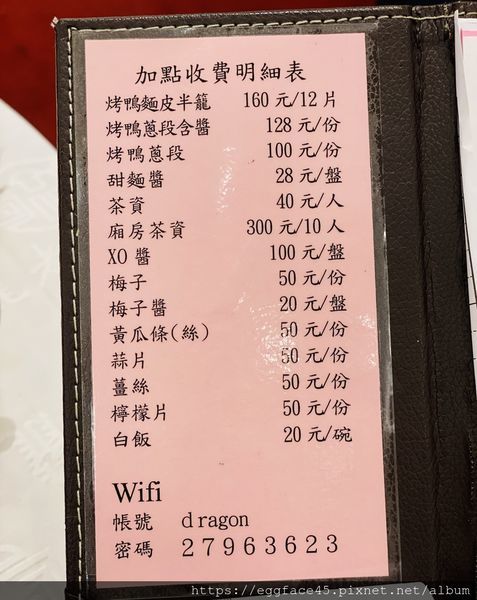 加點收費明細表
烤鴨麵皮半籠 160元/12片
烤鴨蔥段含醬 128元/份
烤鴨蔥段 100元/份
甜麵醬 28元/盤
茶資 40元/人
廂房茶資 300元/10人
XO醬 100元/盤
梅子 50元/份
梅子醬 20元/盤
黃瓜條(絲) 50元/份
蒜片 50元/份
薑絲 50元/份
檸檬片 50元/份
白飯 20元/碗
Wifi
帳號 dragon
密碼 27963623
https://eggface45.pixnet.net/album